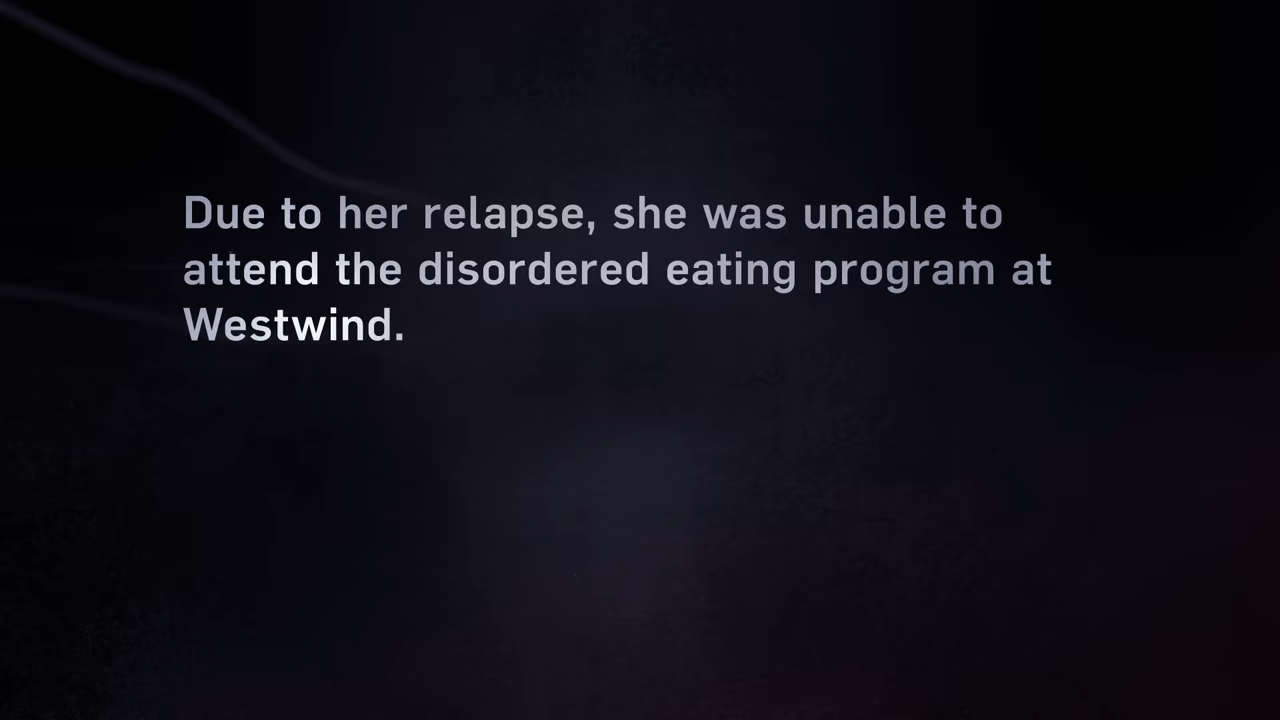 Due to her relapse, she was unable to
attend the disordered eating program at
Westwind.